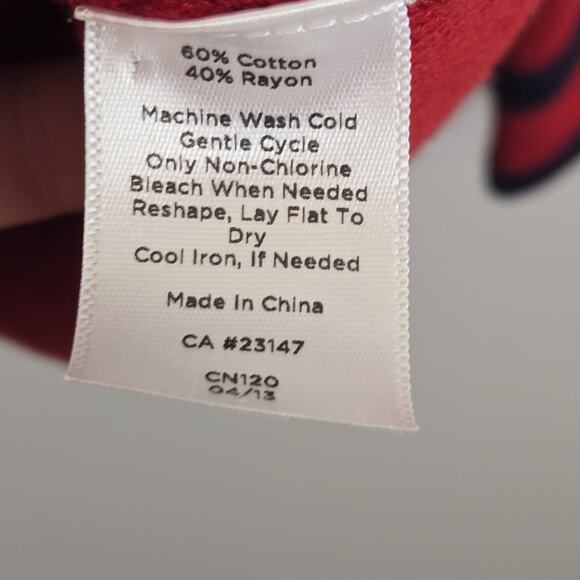 60% Cotton
40% Rayon
Machine Wash Cold
Gentle Cycle
Only Non-Chlorine
Bleach When Needed
Reshape, Lay Flat To
Dry
Cool Iron, If Needed
Made In China
CA #23147
CN120
04/13